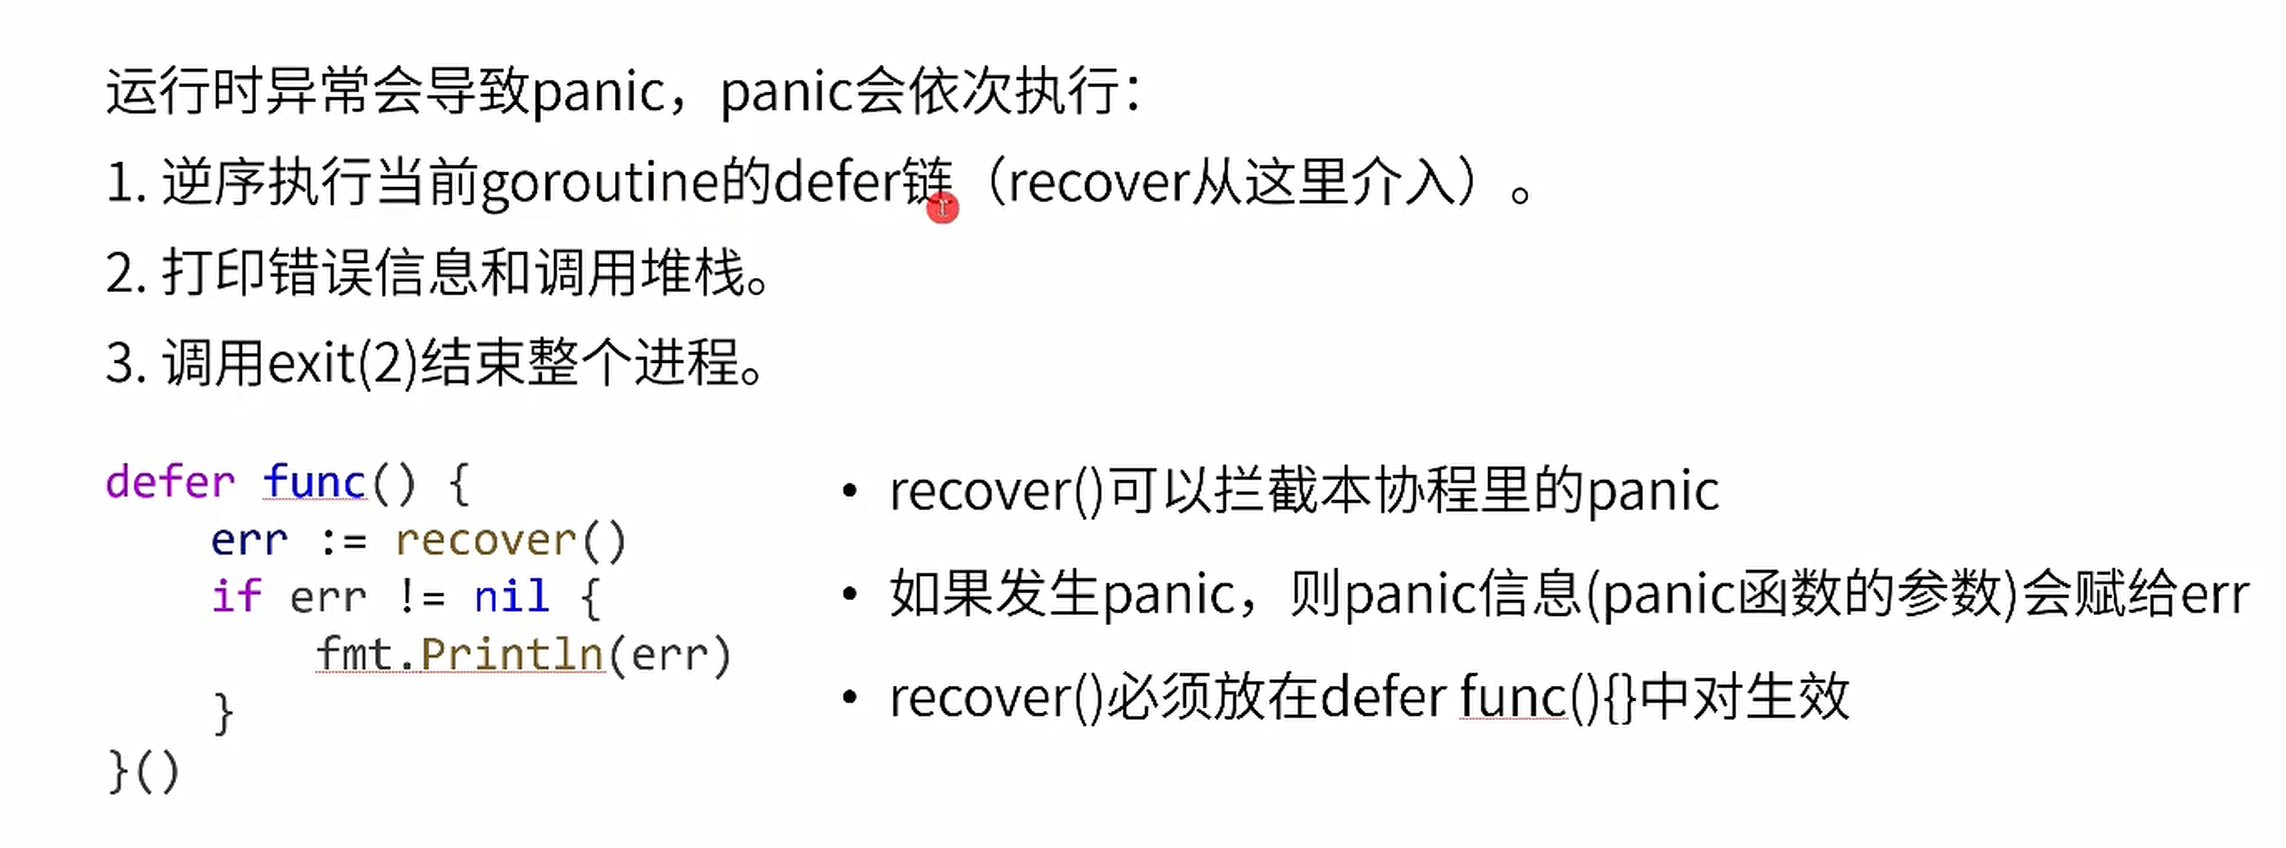 运行时异常会导致panic，panic会依次执行：
1. 逆序执行当前goroutine的defer链（recover从这里介入）。
2. 打印错误信息和调用堆栈。
3. 调用exit(2)结束整个进程。
defer func() {
    err := recover()
    if err != nil {
        fmt.Println(err)
    }
}()
• recover()可以拦截本协程里的panic
• 如果发生panic，则panic信息(panic函数的参数)会赋给err
• recover()必须放在defer func(){}中对生效